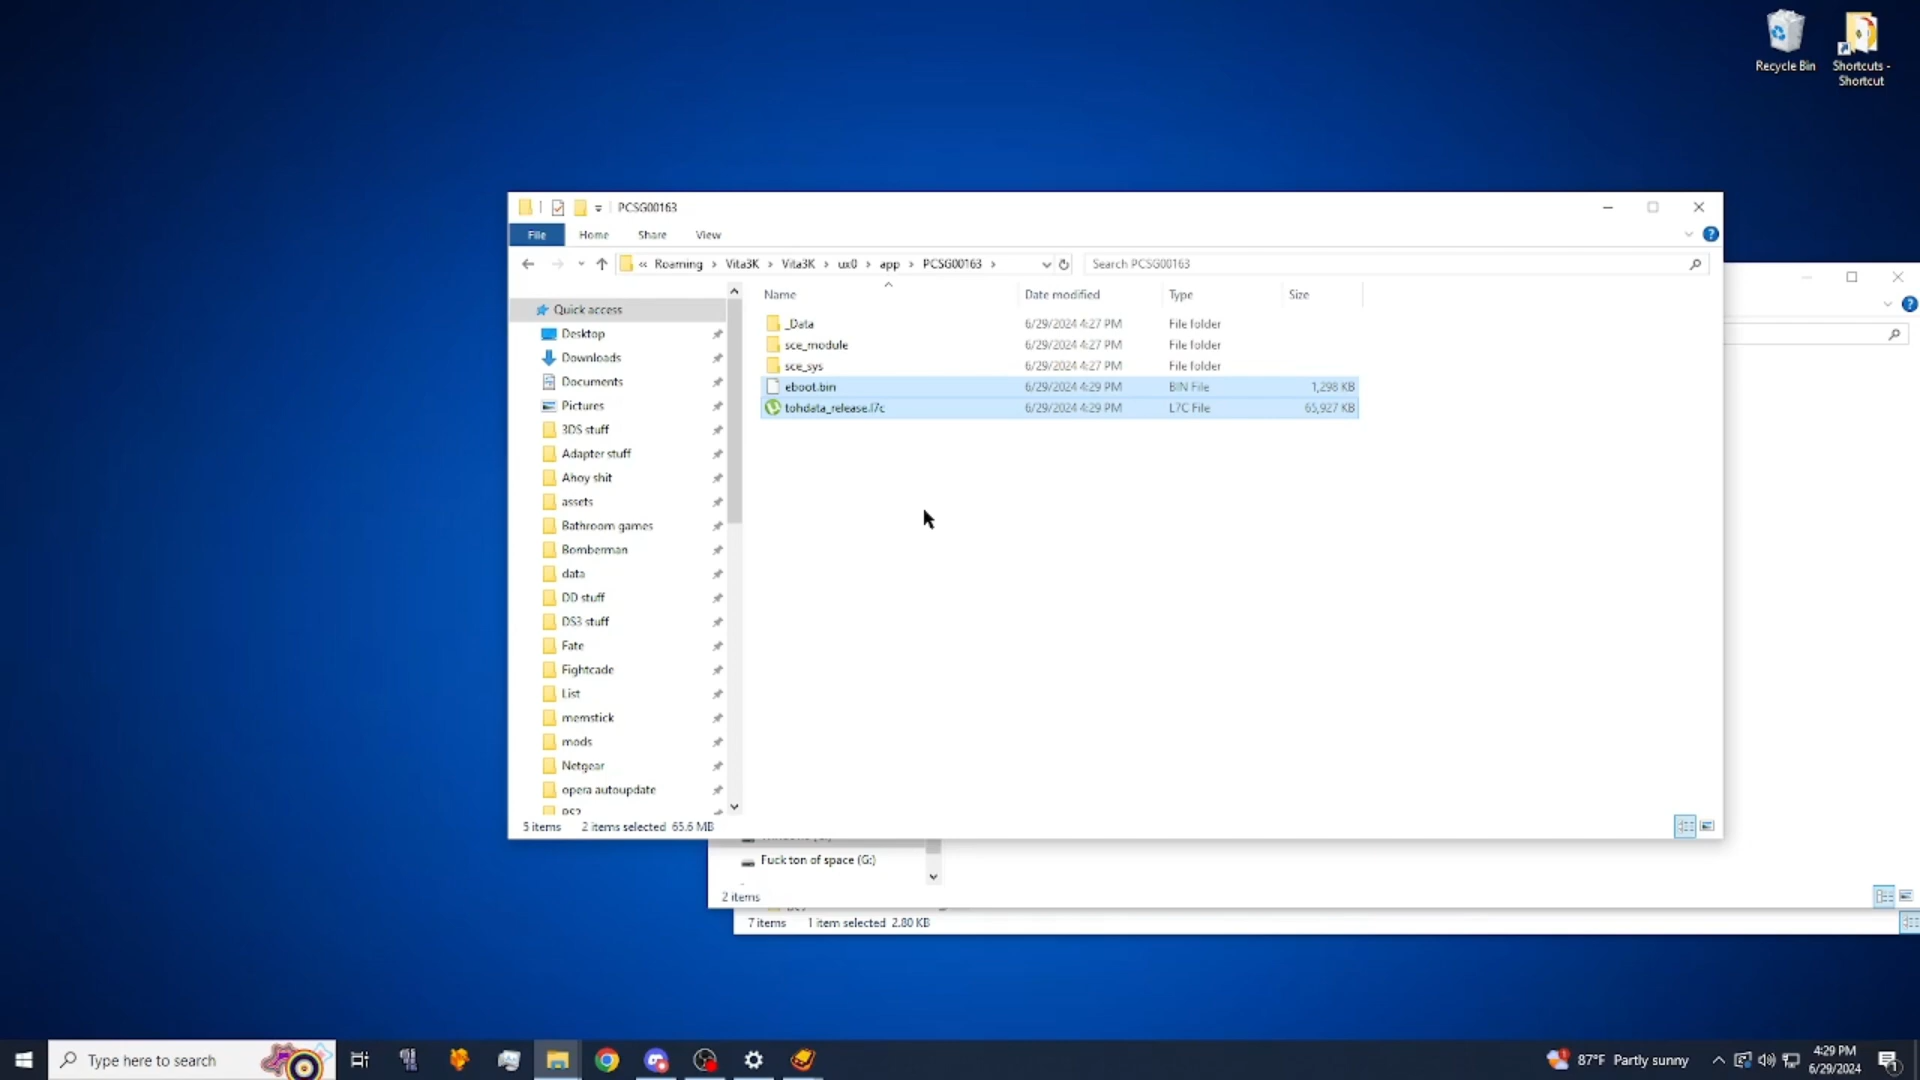 Recycle Bin
Shortcuts -
Shortcut
PCSG00163
File Home Share View
« Roaming › Vita3K › Vita3K › ux0 › app › PCSG00163 ›
Search PCSG00163
Name Date modified Type Size
Quick access
Desktop
Downloads
Documents
Pictures
3DS stuff
Adapter stuff
Ahoy shit
assets
Bathroom games
Bomberman
data
DD stuff
DS3 stuff
Fate
Fightcade
List
memstick
mods
Netgear
opera autoupdate
_Data 6/29/2024 4:27 PM File folder
sce_module 6/29/2024 4:27 PM File folder
sce_sys 6/29/2024 4:27 PM File folder
eboot.bin 6/29/2024 4:29 PM BIN File 1,298 KB
tohdata_release.l7c 6/29/2024 4:29 PM L7C File 65,927 KB
5 items 2 items selected 65.6 MB
Fuck ton of space (G:)
2 items
7 items 1 item selected 2.80 KB
Type here to search
87°F Partly sunny
4:29 PM
6/29/2024
1